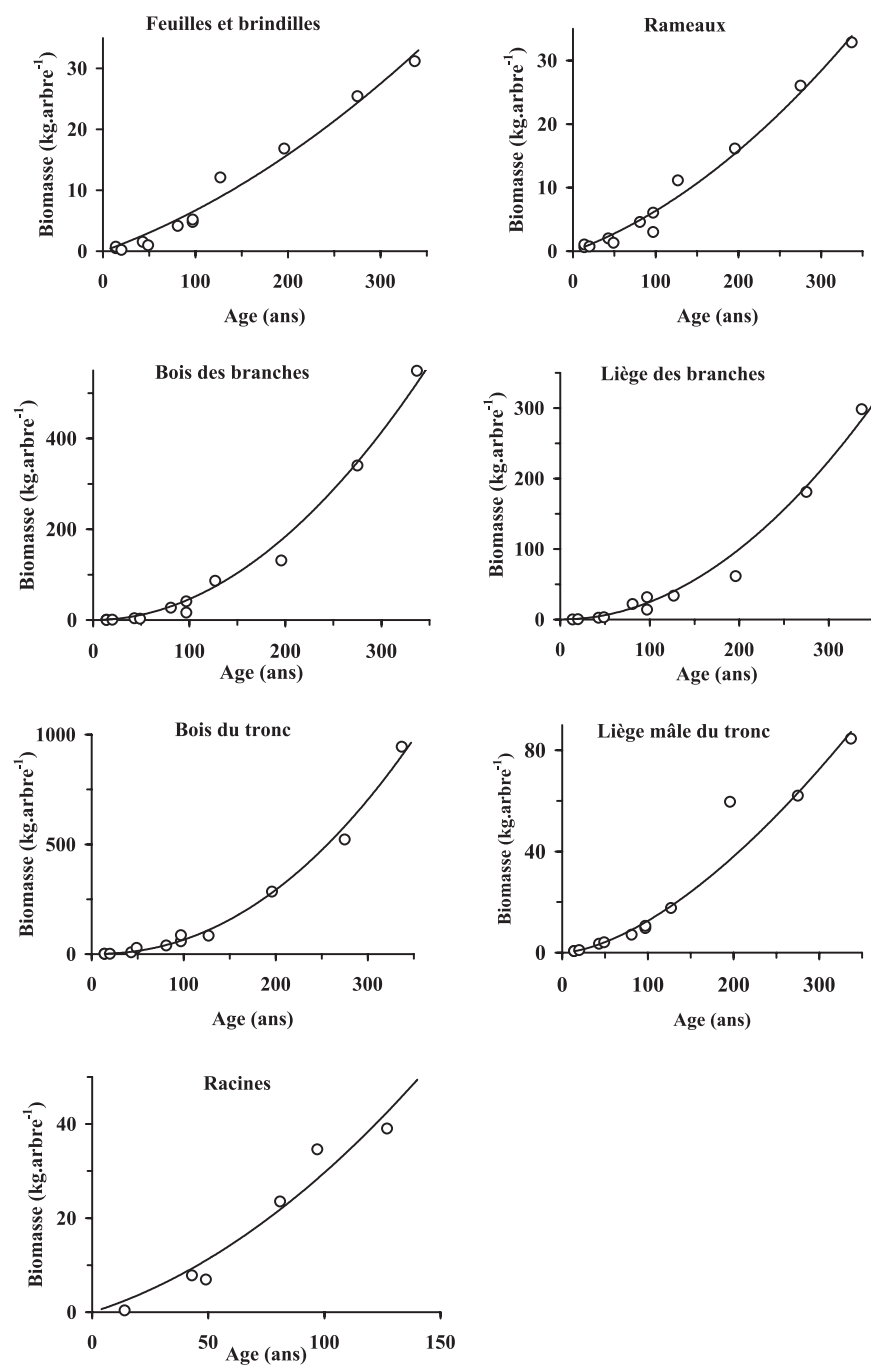 Feuilles et brindilles
Biomasse (kg.arbre-1)
30
20
10
0
0 100 200 300
Age (ans)
Rameaux
Biomasse (kg.arbre-1)
30
20
10
0
0 100 200 300
Age (ans)
Bois des branches
Biomasse (kg.arbre-1)
400
200
0
0 100 200 300
Age (ans)
Liège des branches
Biomasse (kg.arbre-1)
300
200
100
0
0 100 200 300
Age (ans)
Bois du tronc
Biomasse (kg.arbre-1)
1000
500
0
0 100 200 300
Age (ans)
Liège mâle du tronc
Biomasse (kg.arbre-1)
80
40
0
0 100 200 300
Age (ans)
Racines
Biomasse (kg.arbre-1)
40
20
0
0 50 100 150
Age (ans)